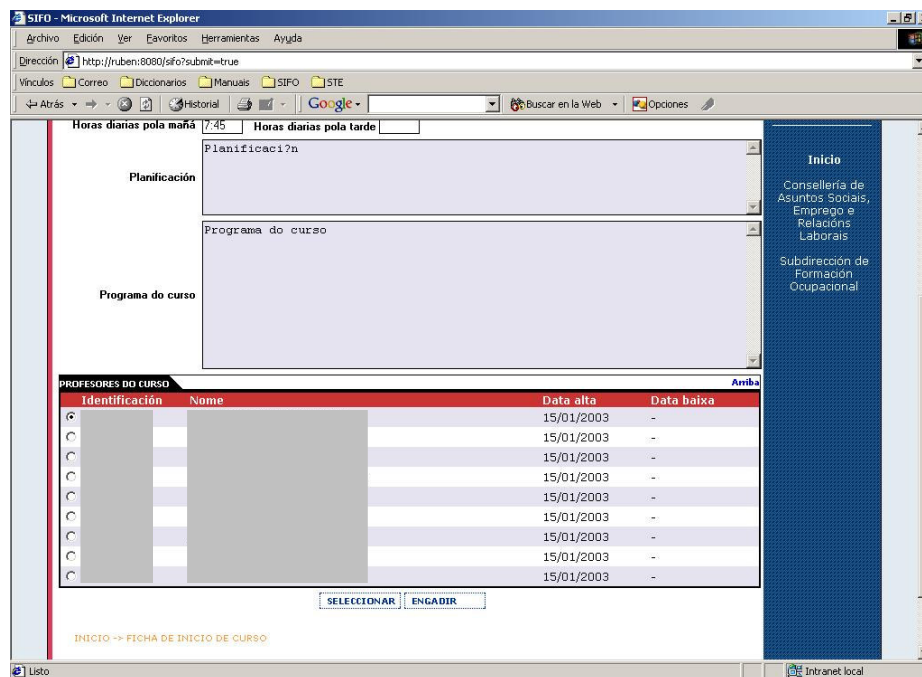 SIFO - Microsoft Internet Explorer
Archivo Edición Ver Favoritos Herramientas Ayuda
Dirección http://ruben:8080/sifo?submit=true
Vínculos Correo Diccionarios Manuais SIFO STE
Atrás Historial Google Buscar en la Web Opciones
Horas diarias pola mañá 7:45 Horas diarias pola tarde
Planificación Planificaci?n
Programa do curso Programa do curso
Inicio
Consellería de
Asuntos Sociais,
Emprego e
Relacións
Laborais
Subdirección de
Formación
Ocupacional
PROFESORES DO CURSO Arriba
Identificación Nome Data alta Data baixa
15/01/2003 -
15/01/2003 -
15/01/2003 -
15/01/2003 -
15/01/2003 -
15/01/2003 -
15/01/2003 -
15/01/2003 -
15/01/2003 -
SELECCIONAR ENGADIR
INICIO -> FICHA DE INICIO DE CURSO
Listo Intranet local